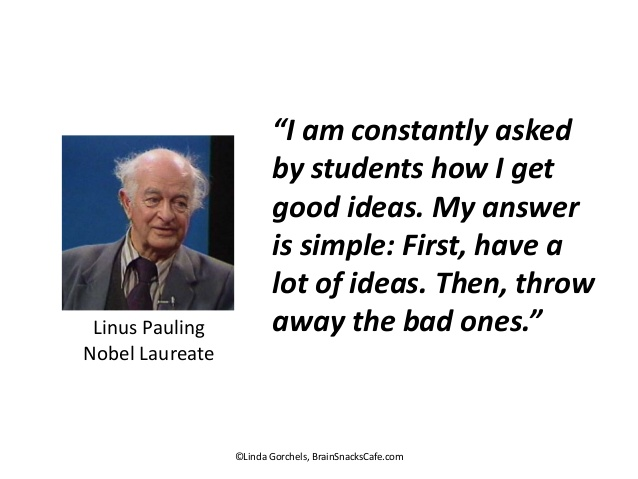 “I am constantly asked
by students how I get
good ideas. My answer
is simple: First, have a
lot of ideas. Then, throw
away the bad ones.”
Linus Pauling
Nobel Laureate
©Linda Gorchels, BrainSnacksCafe.com